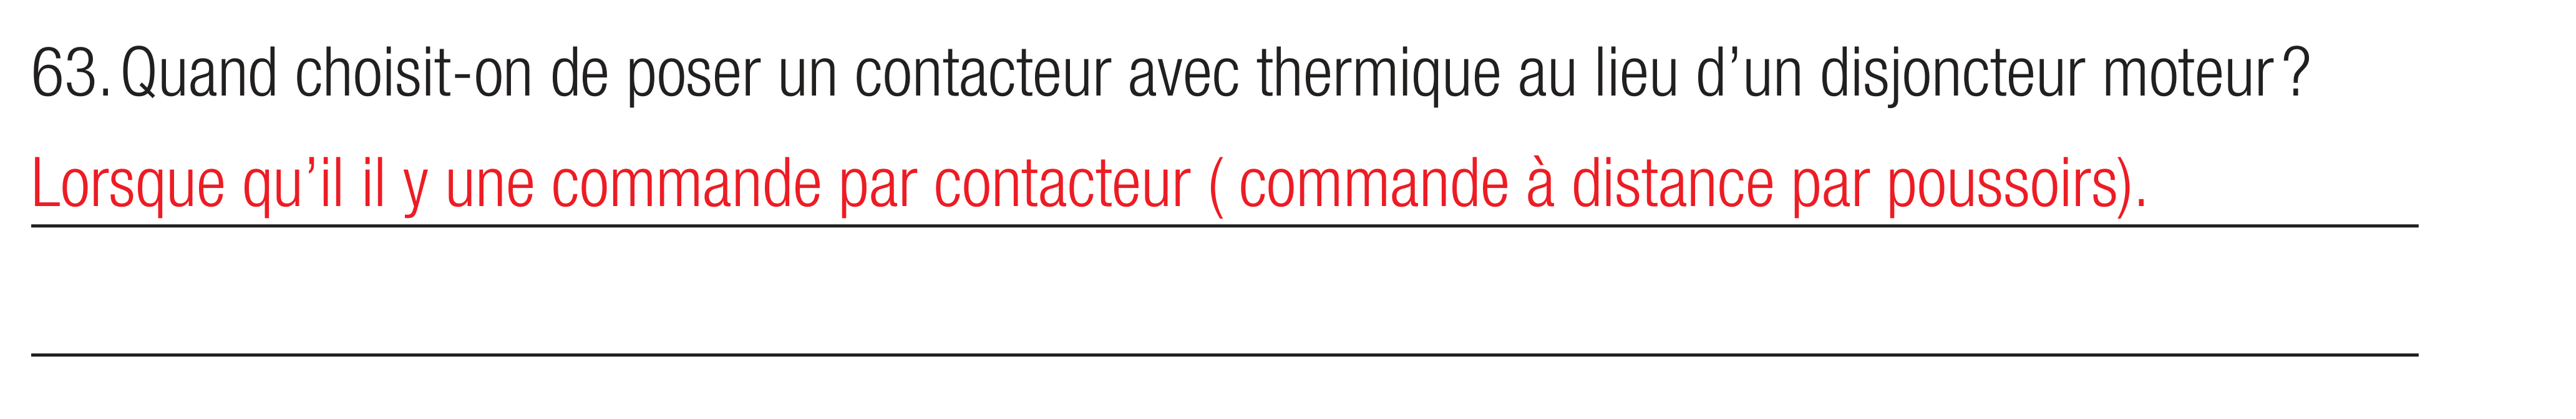 63. Quand choisit-on de poser un contacteur avec thermique au lieu d’un disjoncteur moteur ?
Lorsque qu’il il y une commande par contacteur ( commande à distance par poussoirs).